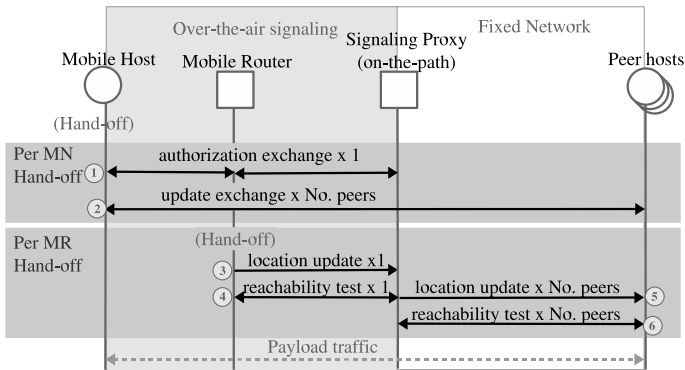 Over-the-air signaling
Fixed Network
Signaling Proxy
(on-the-path)
Mobile Host
Mobile Router
Peer hosts
(Hand-off)
Per MN
Hand-off
authorization exchange x 1
1
update exchange x No. peers
2
Per MR
Hand-off
(Hand-off)
location update x1
3
reachability test x 1
4
location update x No. peers
5
reachability test x No. peers
6
Payload traffic